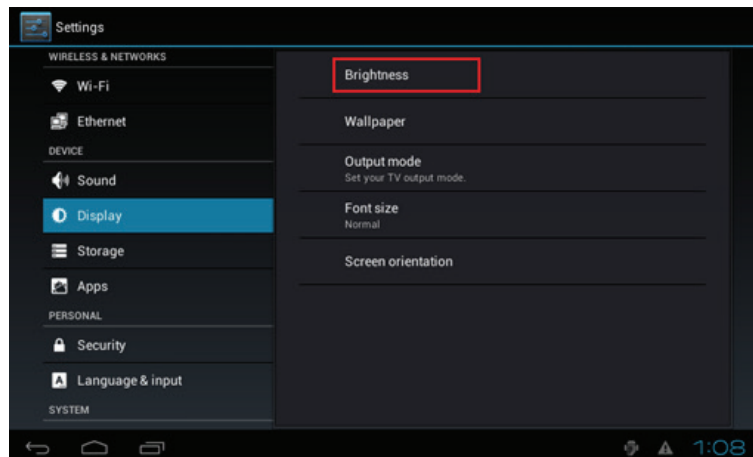 Settings
WIRELESS & NETWORKS
Wi-Fi
Ethernet
DEVICE
Sound
Display
Storage
Apps
PERSONAL
Security
Language & input
SYSTEM
Brightness
Wallpaper
Output mode
Set your TV output mode.
Font size
Normal
Screen orientation
1:08